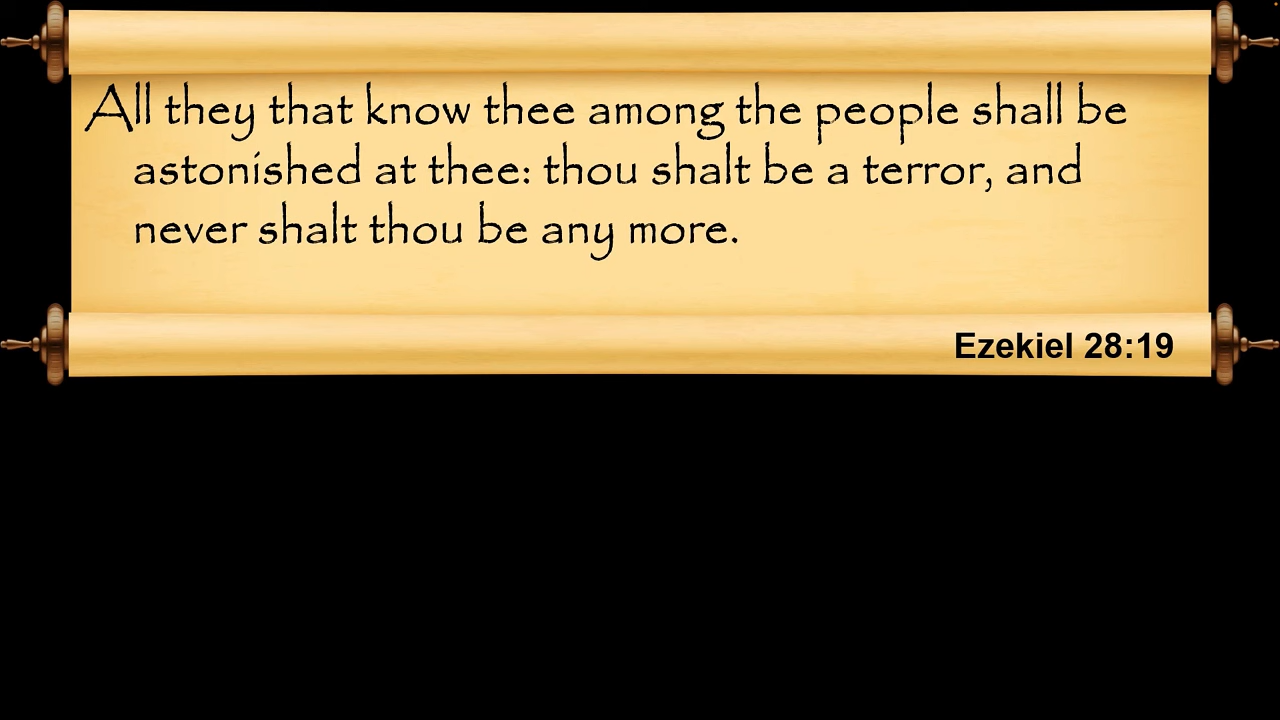 All they that know thee among the people shall be
astonished at thee: thou shalt be a terror, and
never shalt thou be any more.
Ezekiel 28:19